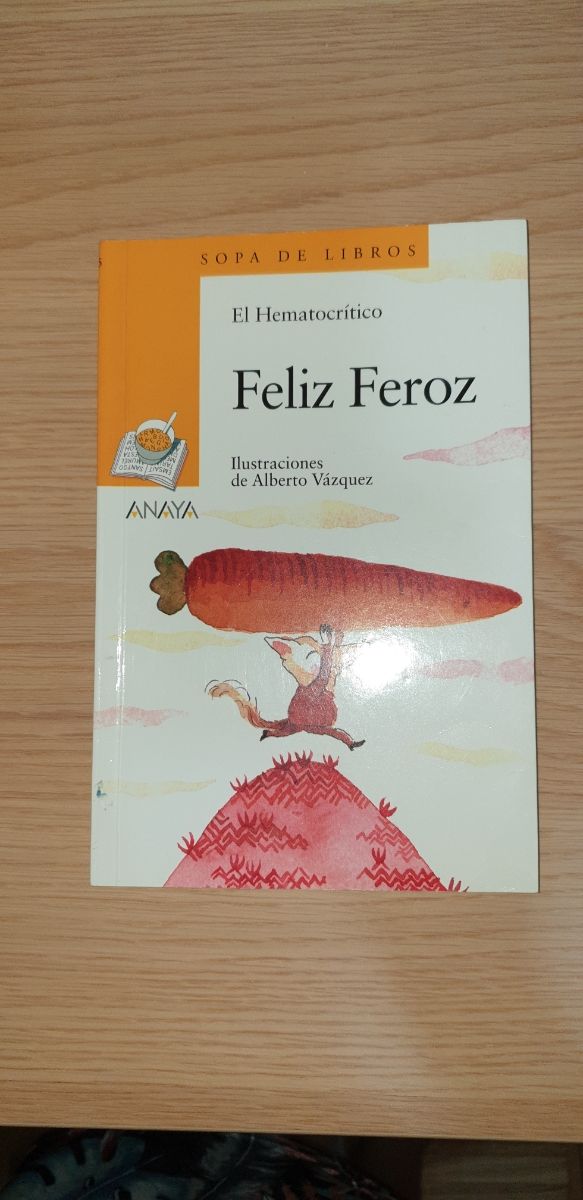 SOPA DE LIBROS
El Hematocrítico
Feliz Feroz
Ilustraciones
de Alberto Vázquez
ANAYA